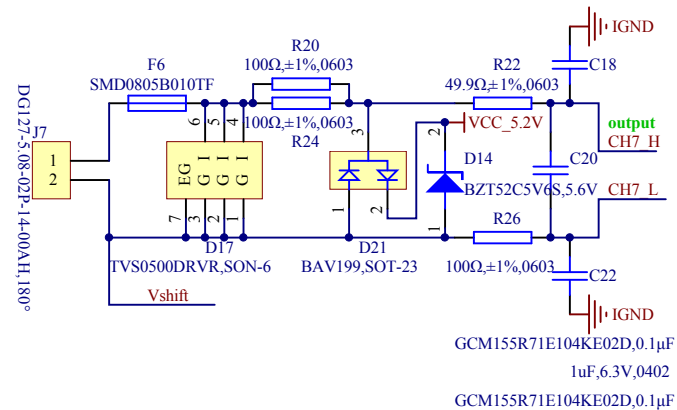 IGND
C18
R20
100Ω,±1%,0603
F6
SMD0805B010TF
R22
49.9Ω,±1%,0603
100Ω,±1%,0603
R24
DG127-5.08-02P-14-00AH,180°
J7
1
2
6
5
4
I
I
I
EG
G
G
G
7
3
2
1
D17
TVS0500DRVR,SON-6
3
1
2
D21
BAV199,SOT-23
VCC_5.2V
2
D14
BZT52C5V6S,5.6V
1
output
CH7_H
C20
CH7_L
R26
100Ω,±1%,0603
C22
IGND
Vshift
GCM155R71E104KE02D,0.1µF
1uF,6.3V,0402
GCM155R71E104KE02D,0.1µF